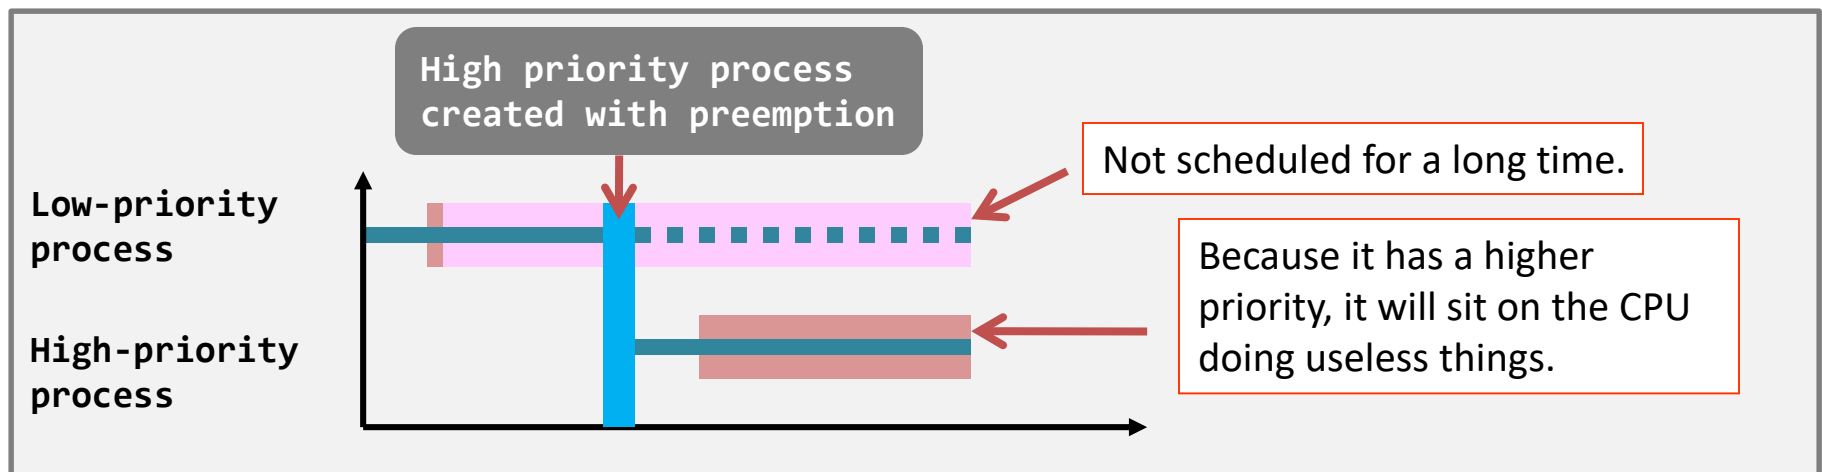 High priority process
created with preemption
Not scheduled for a long time.
Low-priority
process
Because it has a higher
priority, it will sit on the CPU
doing useless things.
High-priority
process